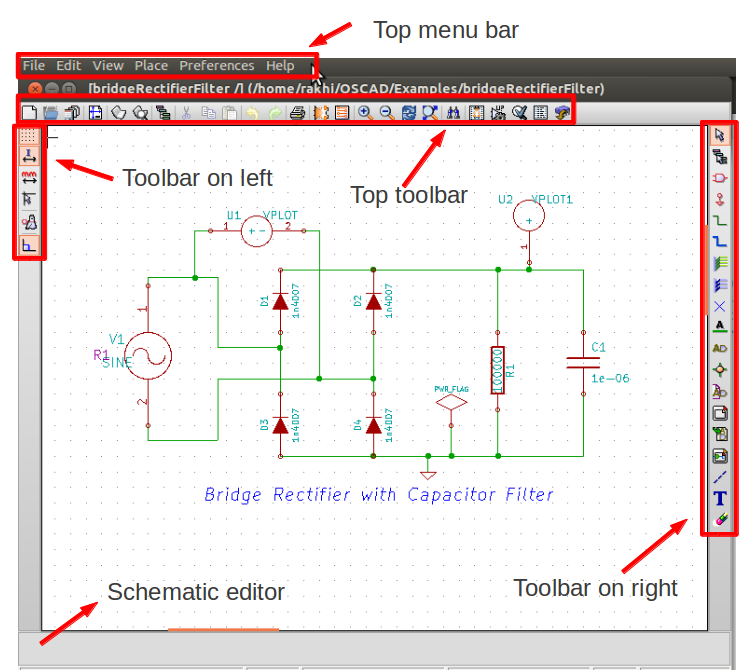 Top menu bar
File Edit View Place Preferences Help
[bridgeRectifierFilter /] (/home/rakhi/OSCAD/Examples/bridgeRectifierFilter)
Toolbar on left
Top toolbar
U1 VPLOT
1 2
U2 VPLOT1
1
D1 1n4007
D2 1n4007
1
V1
R1 SINE
2
100000 R1
C1
1e-06
PWR_FLAG
D3 1n4007
D4 1n4007
Bridge Rectifier with Capacitor Filter
Schematic editor
Toolbar on right